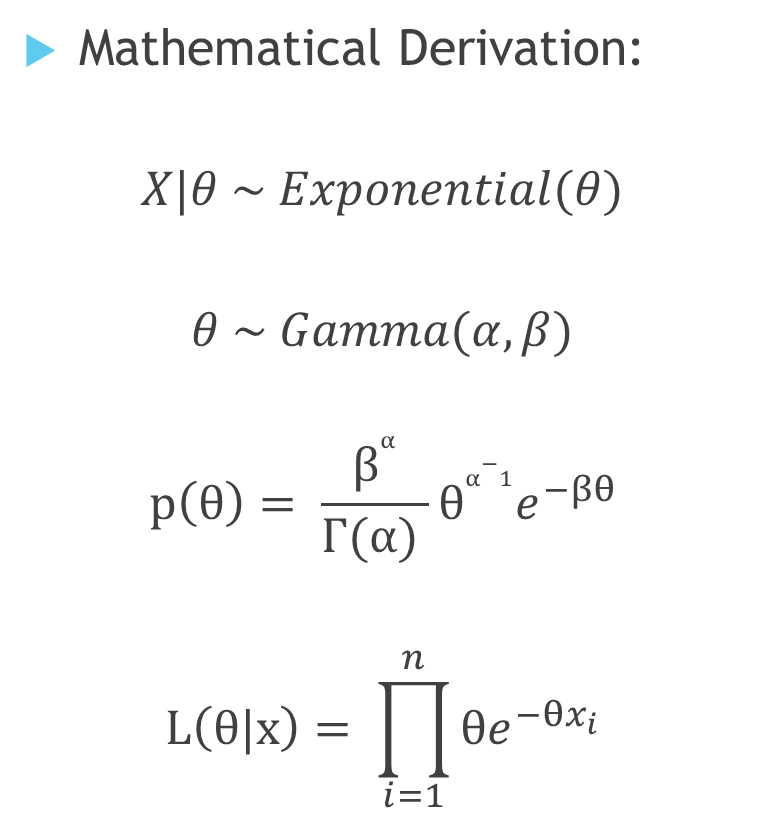 Mathematical Derivation:
X|θ ~ Exponential(θ)
θ ~ Gamma(α, β)
p(θ) = β^α / Γ(α) θ^(α−1) e^(−βθ)
L(θ|x) = ∏_{i=1}^{n} θe^(−θx_i)